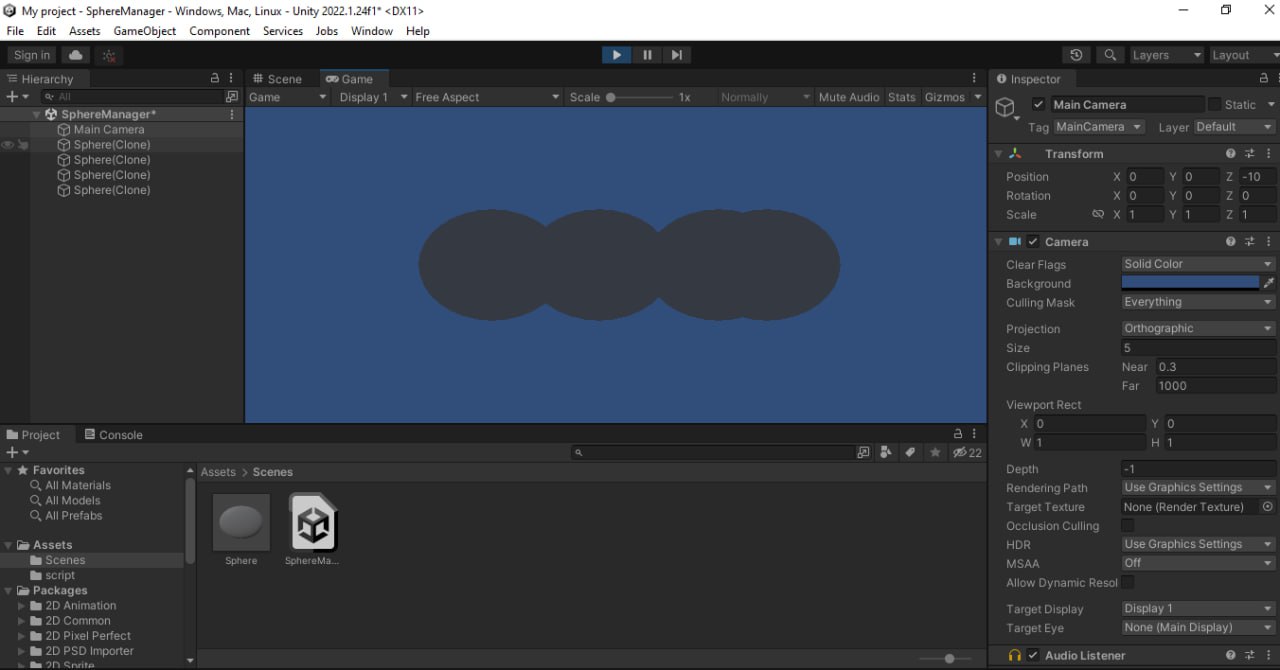 My project - SphereManager - Windows, Mac, Linux - Unity 2022.1.24f1* <DX11>
File Edit Assets GameObject Component Services Jobs Window Help
Sign in Layers Layout
Hierarchy
All
SphereManager*
Main Camera
Sphere(Clone)
Sphere(Clone)
Sphere(Clone)
Sphere(Clone)
Scene Game
Game Display 1 Free Aspect Scale 1x Normally Mute Audio Stats Gizmos
Inspector
Main Camera Static
Tag MainCamera Layer Default
Transform
Position X 0 Y 0 Z -10
Rotation X 0 Y 0 Z 0
Scale X 1 Y 1 Z 1
Camera
Clear Flags Solid Color
Background
Culling Mask Everything
Projection Orthographic
Size 5
Clipping Planes Near 0.3
Far 1000
Viewport Rect
X 0 Y 0
W 1 H 1
Depth -1
Rendering Path Use Graphics Settings
Target Texture None (Render Texture)
Occlusion Culling
HDR Use Graphics Settings
MSAA Off
Allow Dynamic Resol
Target Display Display 1
Target Eye None (Main Display)
Audio Listener
Project Console
22
Favorites
All Materials
All Models
All Prefabs
Assets
Scenes
script
Packages
2D Animation
2D Common
2D Pixel Perfect
2D PSD Importer
2D Sprite
Assets > Scenes
Sphere SphereMa...